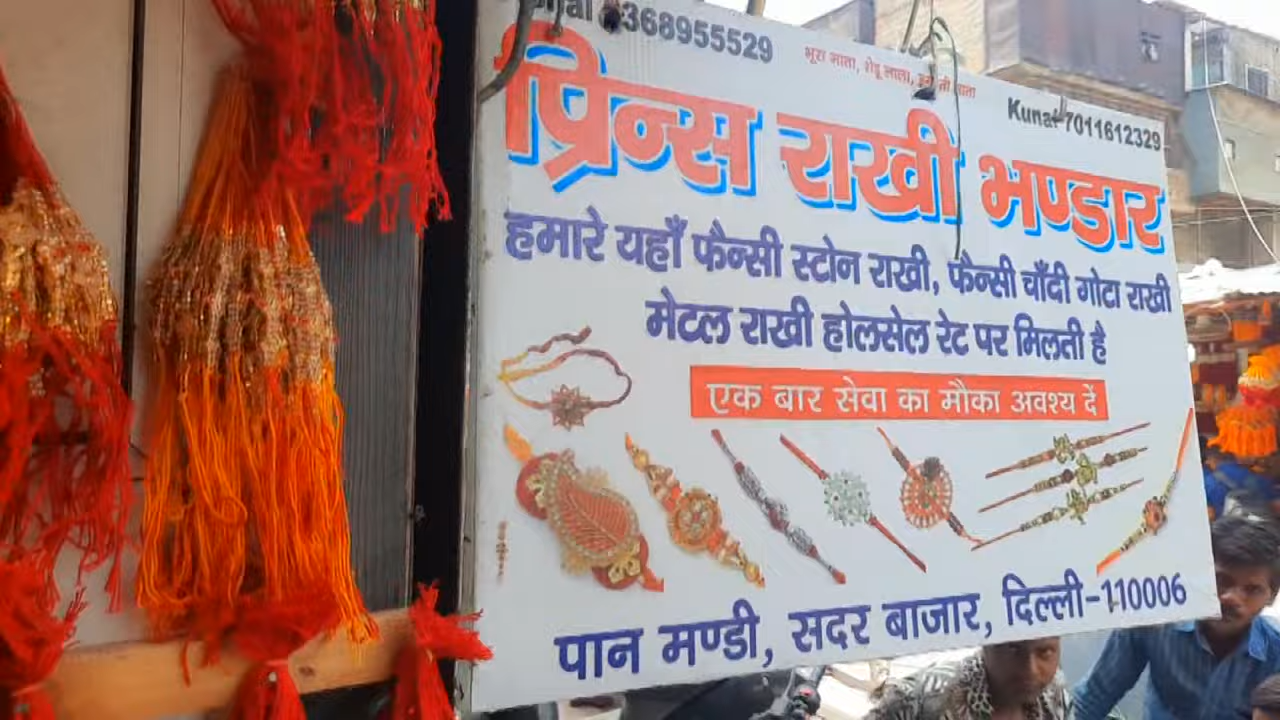 368955529
भूरा माता, शेडू लाला,
Kunal 7011612329
प्रिन्स राखी भण्डार
हमारे यहाँ फैन्सी स्टोन राखी, फैन्सी चाँदी गोटा राखी
मेटल राखी होलसेल रेट पर मिलती है
एक बार सेवा का मौका अवश्य दें
पान मण्डी, सदर बाजार, दिल्ली-110006